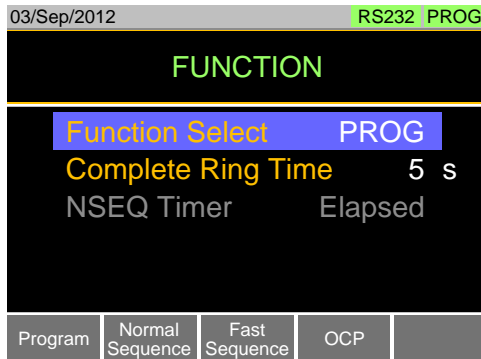 03/Sep/2012 RS232 PROG
FUNCTION
Function Select PROG
Complete Ring Time 5 s
NSEQ Timer Elapsed
Program Normal Sequence Fast Sequence OCP